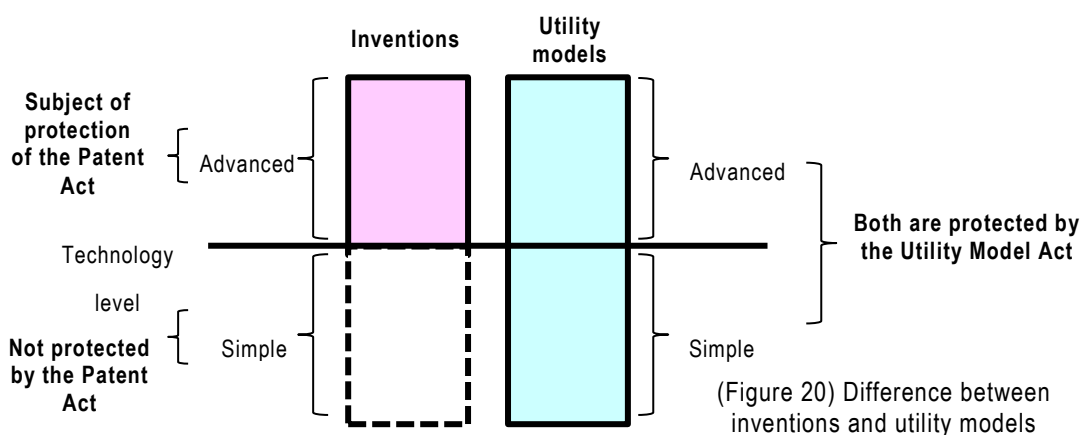 Inventions
Utility
models
Subject of
protection
of the Patent
Act
Advanced
Advanced
Both are protected by
the Utility Model Act
Technology
level
Not protected
by the Patent
Act
Simple
Simple
(Figure 20) Difference between
inventions and utility models